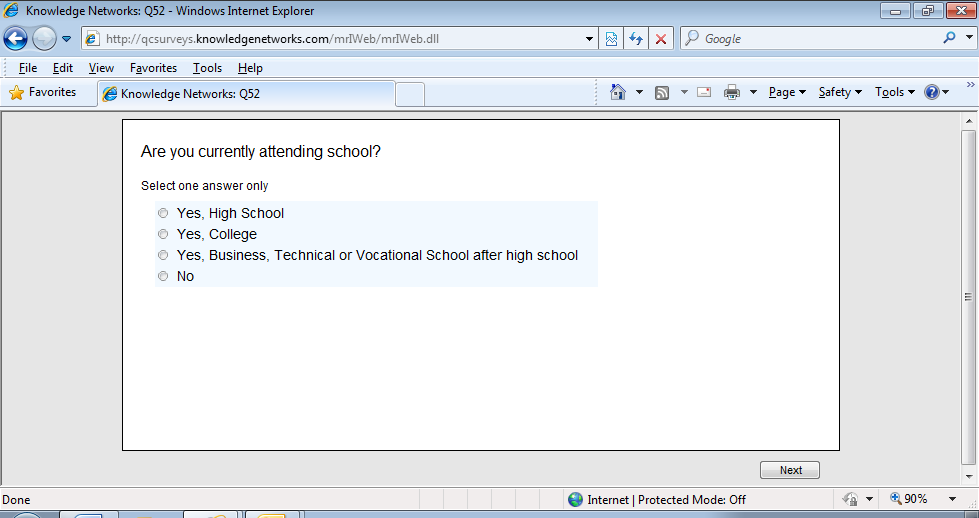 Knowledge Networks: Q52 - Windows Internet Explorer
http://qcsurveys.knowledgenetworks.com/mrIWeb/mrIWeb.dll
Google
File Edit View Favorites Tools Help
Favorites
Knowledge Networks: Q52
Page Safety Tools
Are you currently attending school?
Select one answer only
Yes, High School
Yes, College
Yes, Business, Technical or Vocational School after high school
No
Next
Done
Internet | Protected Mode: Off
90%